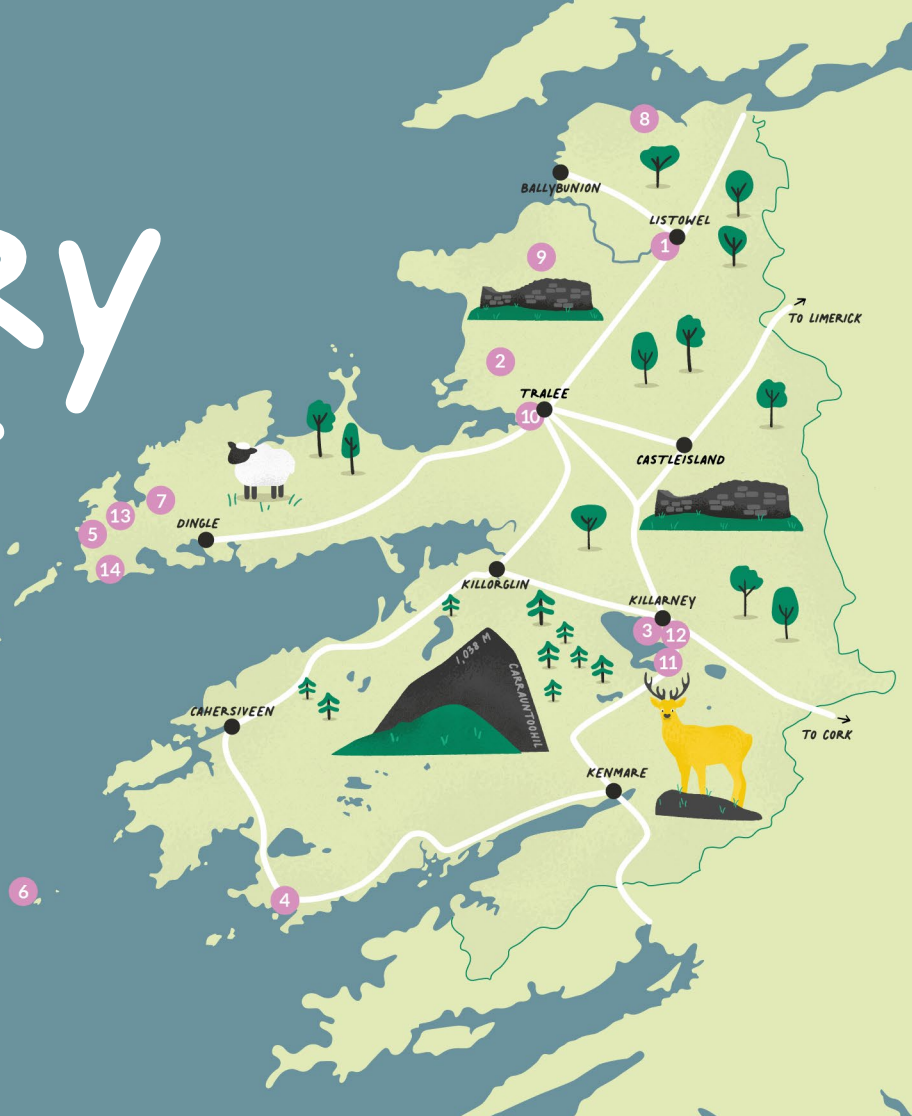 RY
8
BALLYBUNION
LISTOWEL
1
9
TO LIMERICK
2
TRALEE
10
CASTLEISLAND
7
13
5
DINGLE
14
KILLORGLIN
KILLARNEY
3
12
11
1,038 M
CARRAUNTOOHIL
CAHERSIVEEN
TO CORK
KENMARE
6
4